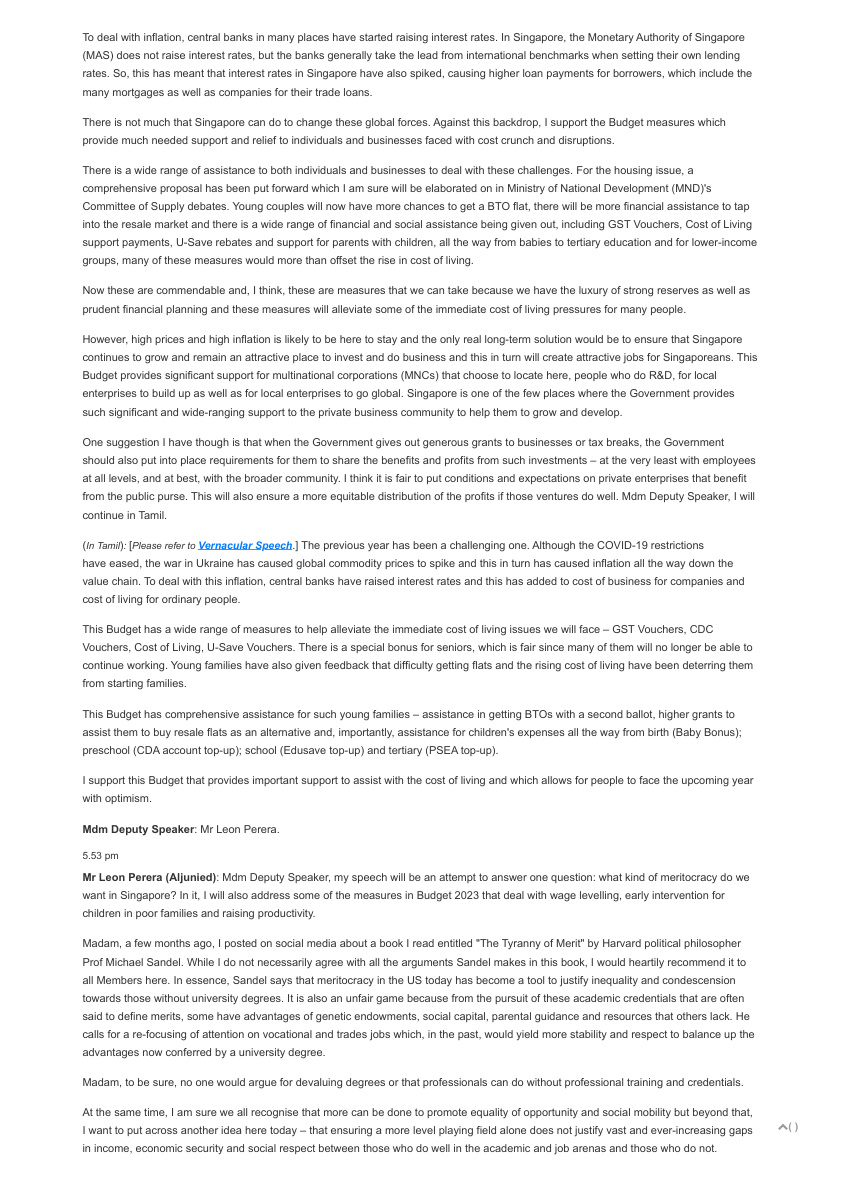 To deal with inflation, central banks in many places have started raising interest rates. In Singapore, the Monetary Authority of Singapore
(MAS) does not raise interest rates, but the banks generally take the lead from international benchmarks when setting their own lending
rates. So, this has meant that interest rates in Singapore have also spiked, causing higher loan payments for borrowers, which include the
many mortgages as well as companies for their trade loans.
There is not much that Singapore can do to change these global forces. Against this backdrop, I support the Budget measures which
provide much needed support and relief to individuals and businesses faced with cost crunch and disruptions.
There is a wide range of assistance to both individuals and businesses to deal with these challenges. For the housing issue, a
comprehensive proposal has been put forward which I am sure will be elaborated on in Ministry of National Development (MND)'s
Committee of Supply debates. Young couples will now have more chances to get a BTO flat, there will be more financial assistance to tap
into the resale market and there is a wide range of financial and social assistance being given out, including GST Vouchers, Cost of Living
support payments, U-Save rebates and support for parents with children, all the way from babies to tertiary education and for lower-income
groups, many of these measures would more than offset the rise in cost of living.
Now these are commendable and, I think, these are measures that we can take because we have the luxury of strong reserves as well as
prudent financial planning and these measures will alleviate some of the immediate cost of living pressures for many people.
However, high prices and high inflation is likely to be here to stay and the only real long-term solution would be to ensure that Singapore
continues to grow and remain an attractive place to invest and do business and this in turn will create attractive jobs for Singaporeans. This
Budget provides significant support for multinational corporations (MNCs) that choose to locate here, people who do R&D, for local
enterprises to build up as well as for local enterprises to go global. Singapore is one of the few places where the Government provides
such significant and wide-ranging support to the private business community to help them to grow and develop.
One suggestion I have though is that when the Government gives out generous grants to businesses or tax breaks, the Government
should also put into place requirements for them to share the benefits and profits from such investments – at the very least with employees
at all levels, and at best, with the broader community. I think it is fair to put conditions and expectations on private enterprises that benefit
from the public purse. This will also ensure a more equitable distribution of the profits if those ventures do well. Mdm Deputy Speaker, I will
continue in Tamil.
(In Tamil): [Please refer to Vernacular Speech.] The previous year has been a challenging one. Although the COVID-19 restrictions
have eased, the war in Ukraine has caused global commodity prices to spike and this in turn has caused inflation all the way down the
value chain. To deal with this inflation, central banks have raised interest rates and this has added to cost of business for companies and
cost of living for ordinary people.
This Budget has a wide range of measures to help alleviate the immediate cost of living issues we will face – GST Vouchers, CDC
Vouchers, Cost of Living, U-Save Vouchers. There is a special bonus for seniors, which is fair since many of them will no longer be able to
continue working. Young families have also given feedback that difficulty getting flats and the rising cost of living have been deterring them
from starting families.
This Budget has comprehensive assistance for such young families – assistance in getting BTOs with a second ballot, higher grants to
assist them to buy resale flats as an alternative and, importantly, assistance for children's expenses all the way from birth (Baby Bonus);
preschool (CDA account top-up); school (Edusave top-up) and tertiary (PSEA top-up).
I support this Budget that provides important support to assist with the cost of living and which allows for people to face the upcoming year
with optimism.
Mdm Deputy Speaker: Mr Leon Perera.
5.53 pm
Mr Leon Perera (Aljunied): Mdm Deputy Speaker, my speech will be an attempt to answer one question: what kind of meritocracy do we
want in Singapore? In it, I will also address some of the measures in Budget 2023 that deal with wage levelling, early intervention for
children in poor families and raising productivity.
Madam, a few months ago, I posted on social media about a book I read entitled "The Tyranny of Merit" by Harvard political philosopher
Prof Michael Sandel. While I do not necessarily agree with all the arguments Sandel makes in this book, I would heartily recommend it to
all Members here. In essence, Sandel says that meritocracy in the US today has become a tool to justify inequality and condescension
towards those without university degrees. It is also an unfair game because from the pursuit of these academic credentials that are often
said to define merits, some have advantages of genetic endowments, social capital, parental guidance and resources that others lack. He
calls for a re-focusing of attention on vocational and trades jobs which, in the past, would yield more stability and respect to balance up the
advantages now conferred by a university degree.
Madam, to be sure, no one would argue for devaluing degrees or that professionals can do without professional training and credentials.
At the same time, I am sure we all recognise that more can be done to promote equality of opportunity and social mobility but beyond that,
I want to put across another idea here today – that ensuring a more level playing field alone does not justify vast and ever-increasing gaps
in income, economic security and social respect between those who do well in the academic and job arenas and those who do not.
( )